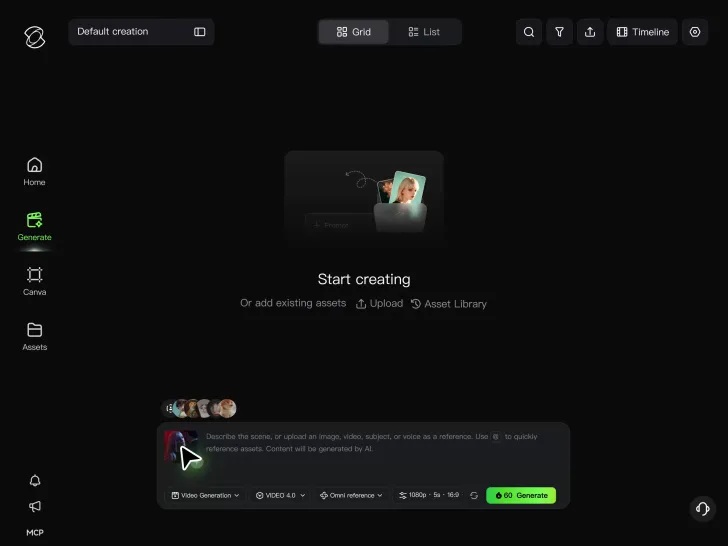 Default creation
Grid
List
Timeline
Home
Generate
Canva
Assets
MCP
Start creating
Or add existing assets Upload Asset Library
Describe the scene, or upload an image, video, subject, or voice as a reference. Use @ to quickly
reference assets. Content will be generated by AI.
Video Generation VIDEO 4.0 Omni reference 1080p · 5s · 16:9 60 Generate